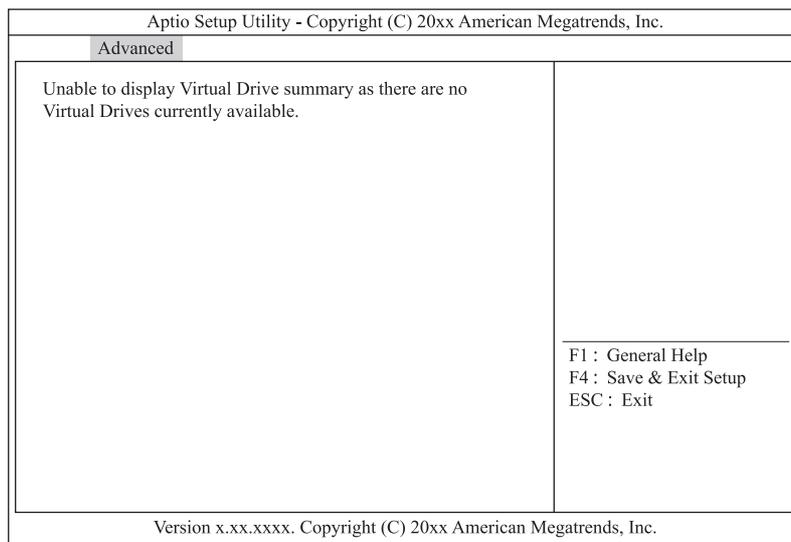 Aptio Setup Utility - Copyright (C) 20xx American Megatrends, Inc.
Advanced
Unable to display Virtual Drive summary as there are no
Virtual Drives currently available.
F1 : General Help
F4 : Save & Exit Setup
ESC : Exit
Version x.xx.xxxx. Copyright (C) 20xx American Megatrends, Inc.